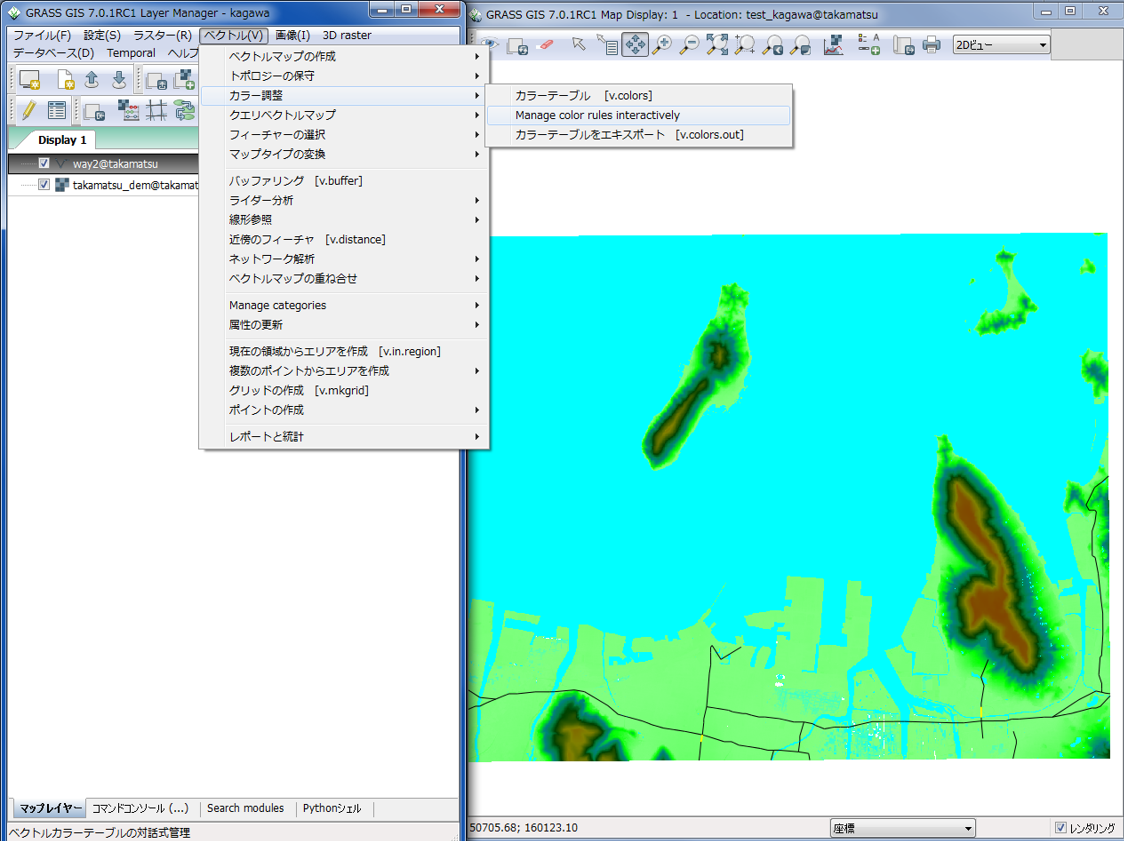 GRASS GIS 7.0.1RC1 Layer Manager - kagawa
ファイル(F) 設定(S) ラスター(R) ベクトル(V) 画像(I) 3D raster
データベース(D) Temporal ヘルプ
Display 1
way2@takamatsu
takamatsu_dem@takamat
ベクトルマップの作成
トポロジーの保守
カラー調整
クエリベクトルマップ
フィーチャーの選択
マップタイプの変換
バッファリング [v.buffer]
ライダー分析
線形参照
近傍のフィーチャ [v.distance]
ネットワーク解析
ベクトルマップの重ね合せ
Manage categories
属性の更新
現在の領域からエリアを作成 [v.in.region]
複数のポイントからエリアを作成
グリッドの作成 [v.mkgrid]
ポイントの作成
レポートと統計
カラーテーブル [v.colors]
Manage color rules interactively
カラーテーブルをエキスポート [v.colors.out]
マップレイヤー コマンドコンソール (...) Search modules Pythonシェル
ベクトルカラーテーブルの対話式管理
GRASS GIS 7.0.1RC1 Map Display: 1 - Location: test_kagawa@takamatsu
2Dビュー
50705.68; 160123.10
座標
レンダリング